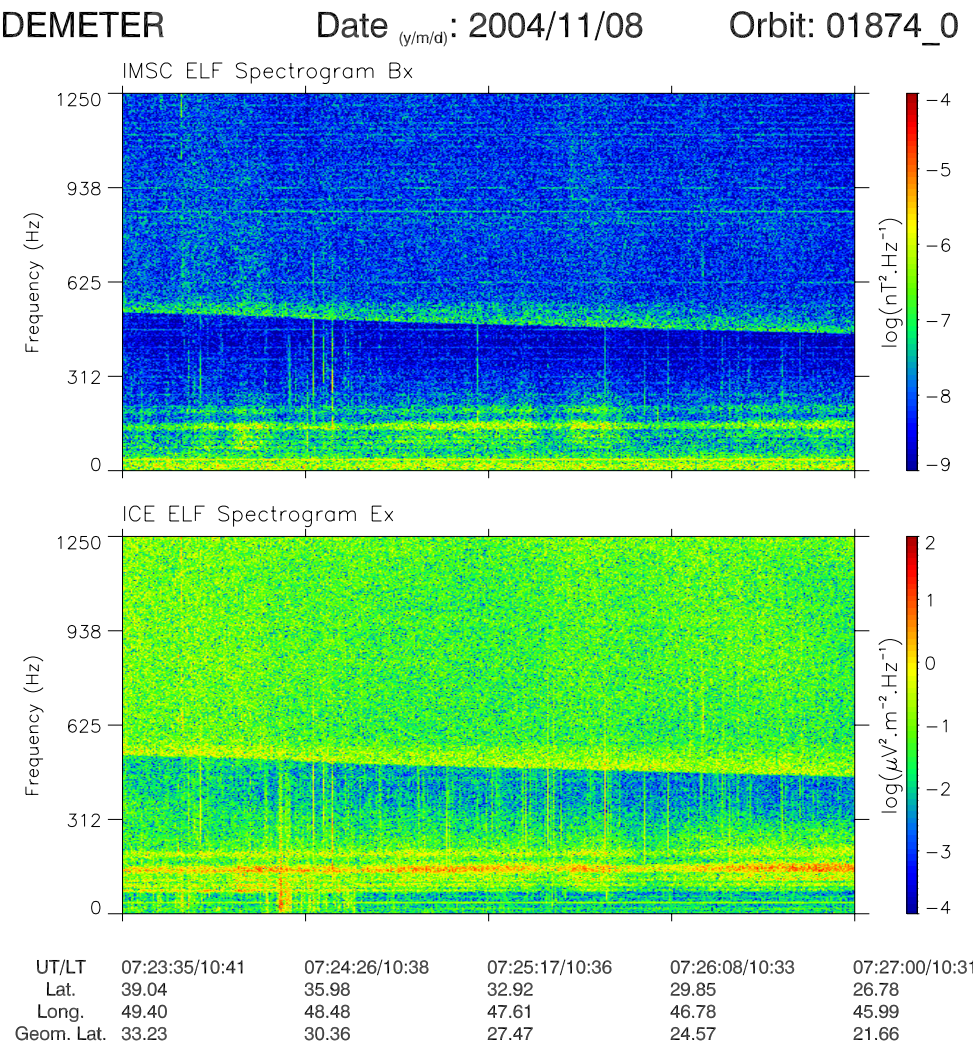 DEMETER Date (y/m/d): 2004/11/08 Orbit: 01874_0
IMSC ELF Spectrogram Bx
1250
938
625
312
0
Frequency (Hz)
−4
−5
−6
−7
−8
−9
log(nT².Hz⁻¹)
ICE ELF Spectrogram Ex
1250
938
625
312
0
Frequency (Hz)
2
1
0
−1
−2
−3
−4
log(μV².m⁻².Hz⁻¹)
UT/LT 07:23:35/10:41 07:24:26/10:38 07:25:17/10:36 07:26:08/10:33 07:27:00/10:31
Lat. 39.04 35.98 32.92 29.85 26.78
Long. 49.40 48.48 47.61 46.78 45.99
Geom. Lat. 33.23 30.36 27.47 24.57 21.66